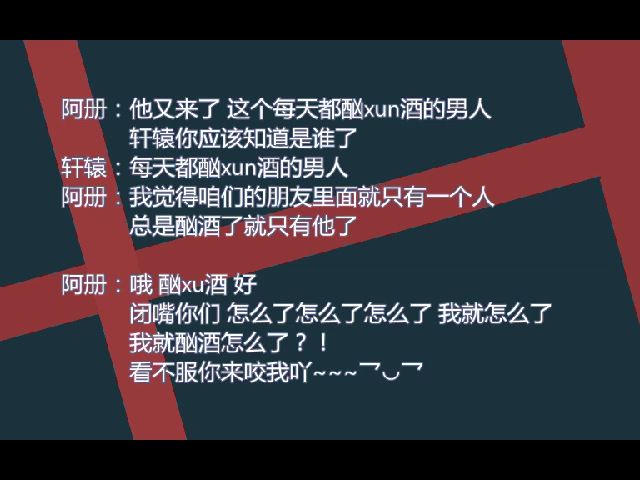 阿册：他又来了 这个每天都酗xun酒的男人
轩辕你应该知道是谁了
轩辕：每天都酗xun酒的男人
阿册：我觉得咱们的朋友里面就只有一个人
总是酗酒了就只有他了
阿册：哦 酗xu酒 好
闭嘴你们 怎么了怎么了怎么了 我就怎么了
我就酗酒怎么了？！
看不服你来咬我吖~~~乛◡乛